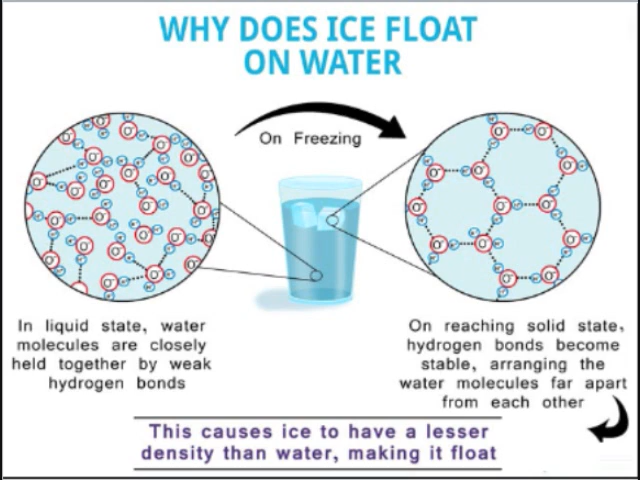 WHY DOES ICE FLOAT
ON WATER
On Freezing
In liquid state, water
molecules are closely
held together by weak
hydrogen bonds
On reaching solid state,
hydrogen bonds become
stable, arranging the
water molecules far apart
from each other
This causes ice to have a lesser
density than water, making it float